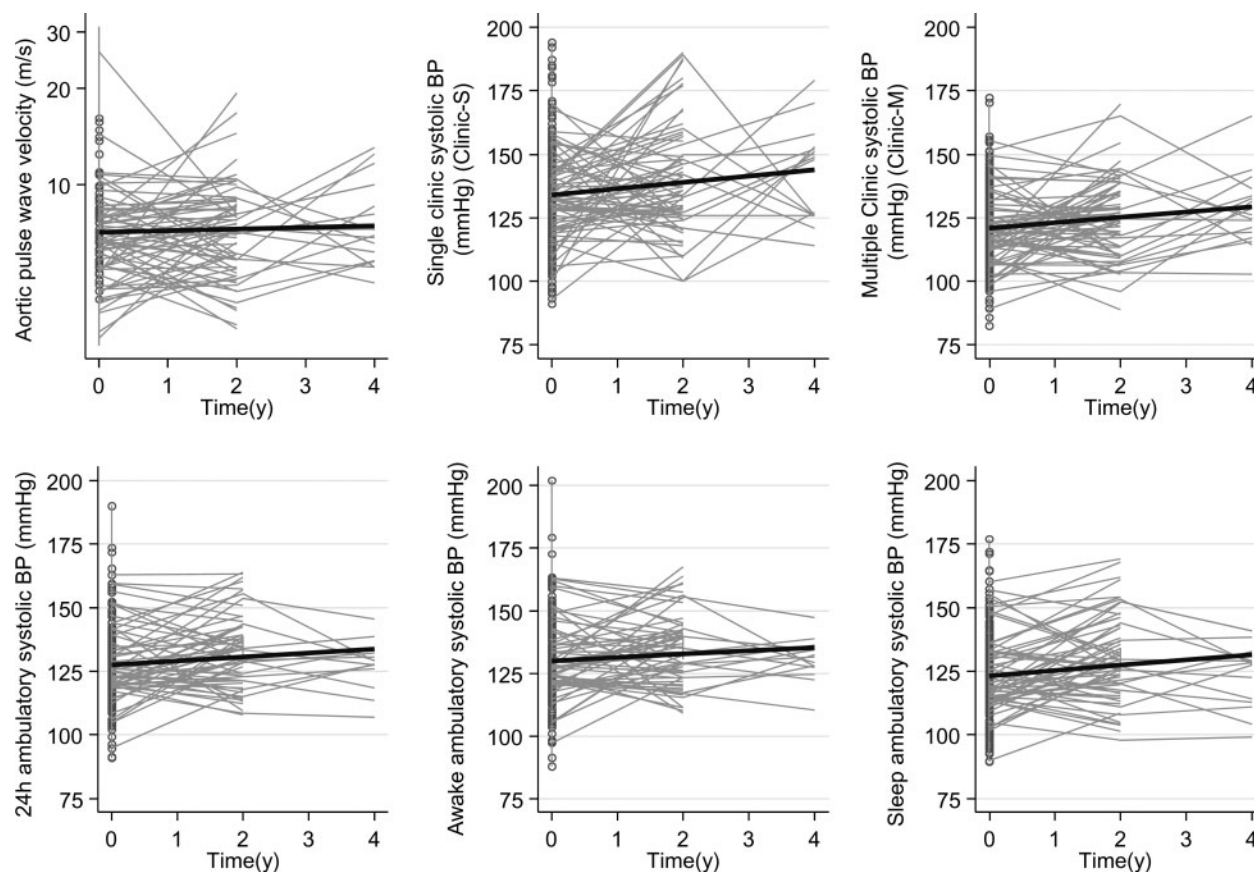 Aortic pulse wave velocity (m/s)
30
20
10
0 1 2 3 4
Time(y)
Single clinic systolic BP
(mmHg) (Clinic-S)
200
175
150
125
100
75
0 1 2 3 4
Time(y)
Multiple Clinic systolic BP
(mmHg) (Clinic-M)
200
175
150
125
100
75
0 1 2 3 4
Time(y)
24h ambulatory systolic BP (mmHg)
200
175
150
125
100
75
0 1 2 3 4
Time(y)
Awake ambulatory systolic BP (mmHg)
200
175
150
125
100
75
0 1 2 3 4
Time(y)
Sleep ambulatory systolic BP (mmHg)
200
175
150
125
100
75
0 1 2 3 4
Time(y)